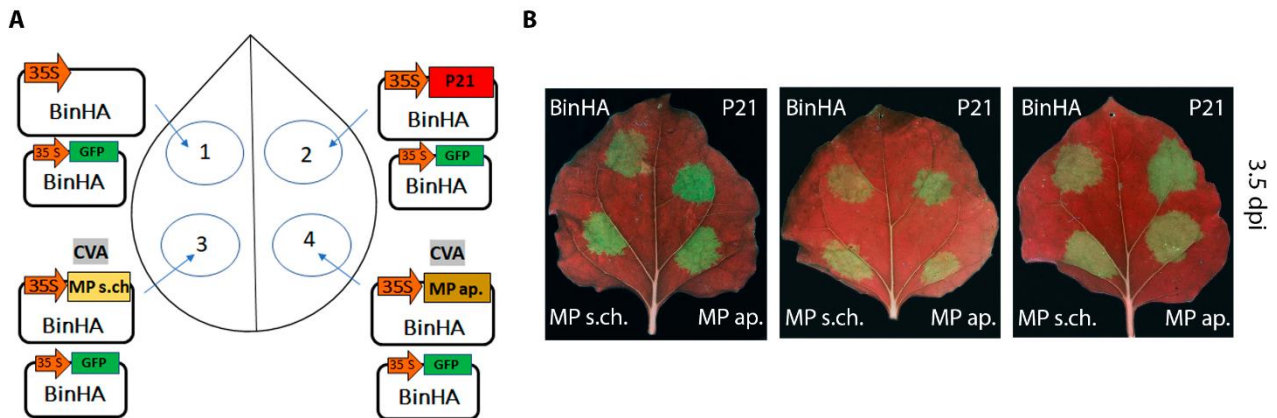 A
35S
BinHA
35 S GFP
BinHA
35S P21
BinHA
35 S GFP
BinHA
1 2
3 4
CVA
35S MP s.ch
BinHA
35 S GFP
BinHA
CVA
35S MP ap.
BinHA
35 S GFP
BinHA
B
BinHA P21
MP s.ch. MP ap.
BinHA P21
MP s.ch. MP ap.
BinHA P21
MP s.ch. MP ap.
3.5 dpi